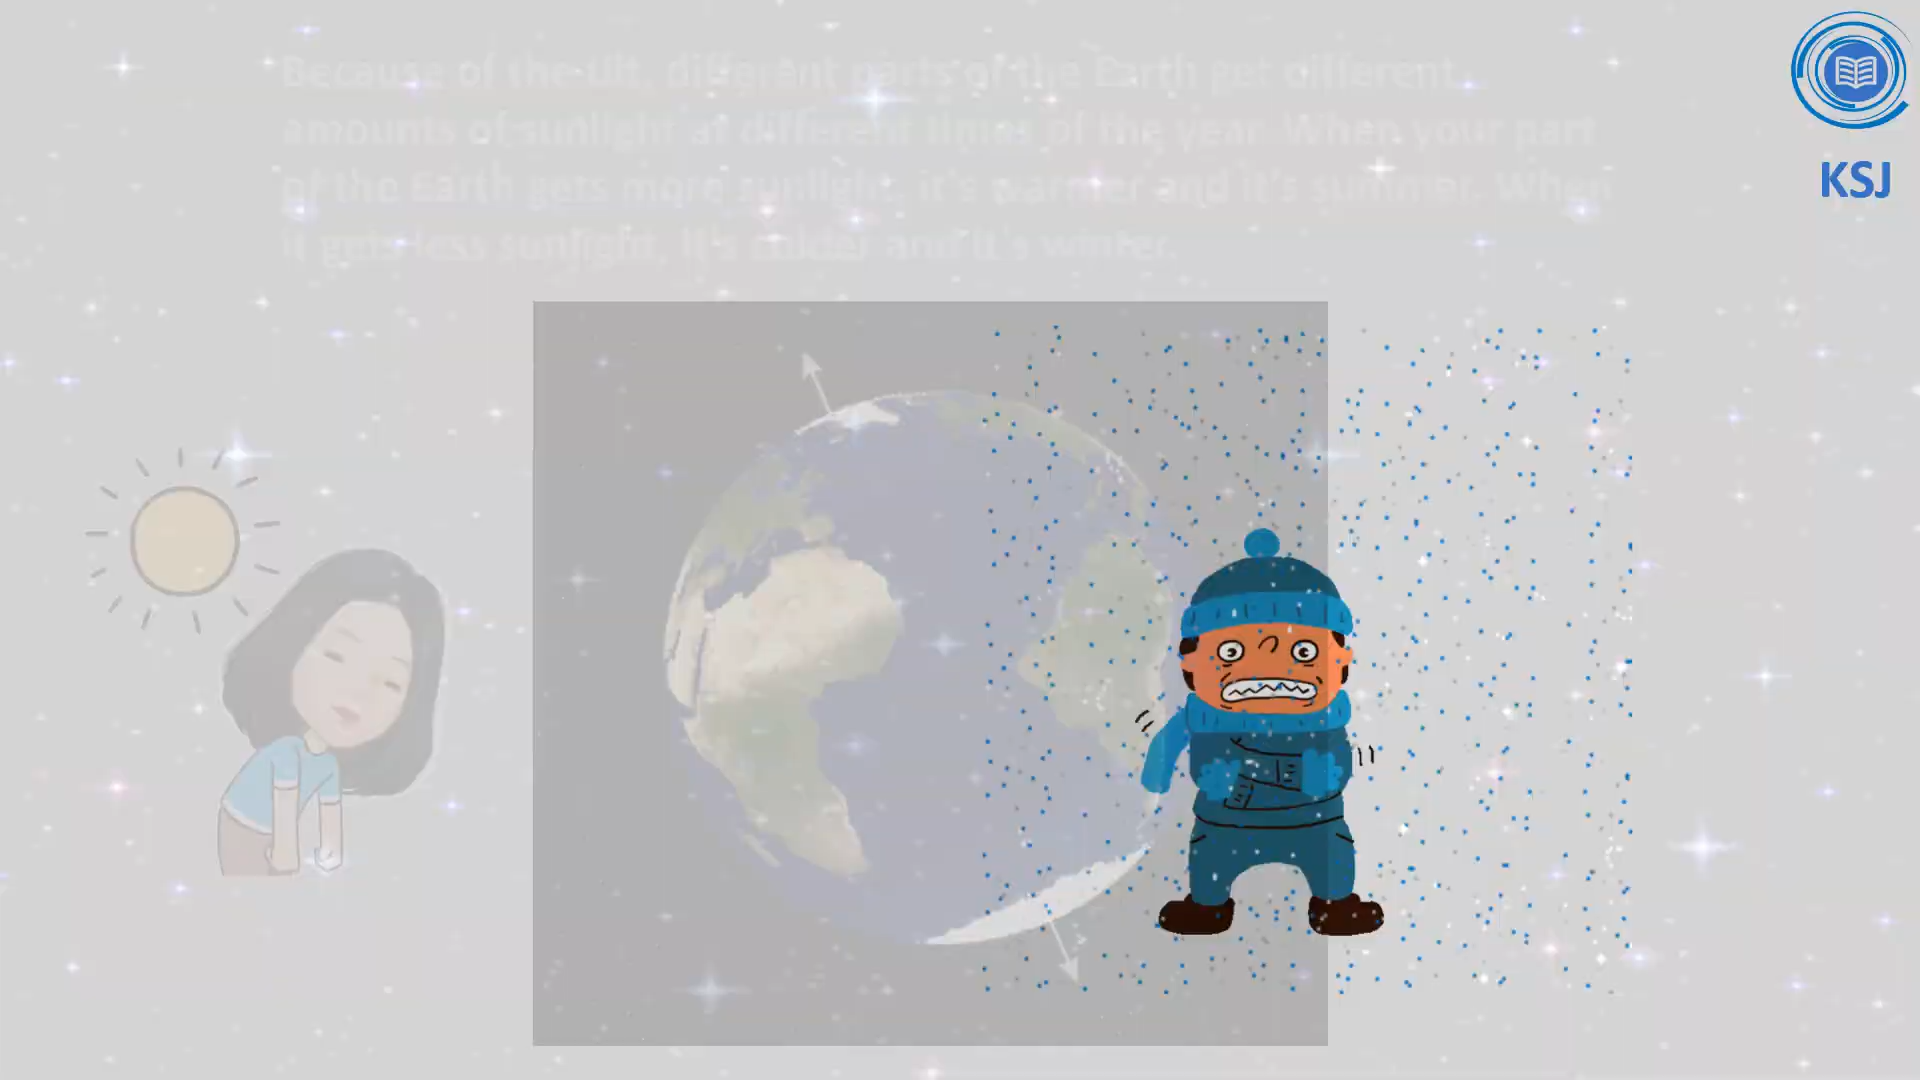 Because of the tilt, different parts of the Earth get different
amounts of sunlight at different times of the year. When your part
of the Earth gets more sunlight, it's warmer and it's summer. When
it gets less sunlight, it's colder and it's winter.
KSJ